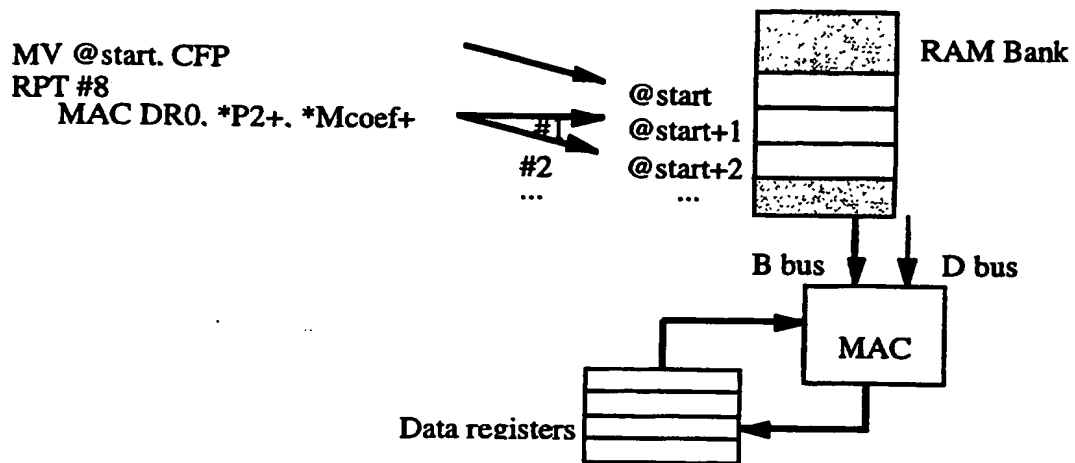 MV @start. CFP
RPT #8
MAC DR0. *P2+. *Mcoef+
#1
#2
...
@start
@start+1
@start+2
...
RAM Bank
B bus
D bus
MAC
Data registers